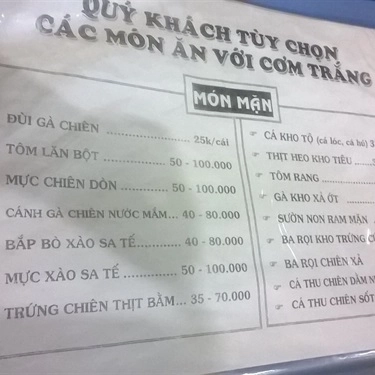 QUÝ KHÁCH TÙY CHỌN
CÁC MÓN ĂN VỚI CƠM TRẮNG
MÓN MẶN
ĐÙI GÀ CHIÊN .................. 25k/cái
TÔM LĂN BỘT .................. 50 - 100.000
MỰC CHIÊN DÒN .............. 50 - 100.000
CÁNH GÀ CHIÊN NƯỚC MẮM... 40 - 80.000
BẮP BÒ XÀO SA TẾ............ 40 - 80.000
MỰC XÀO SA TẾ ............... 50 - 100.000
TRỨNG CHIÊN THỊT BẰM... 35 - 70.000
☞ CÁ KHO TỘ (cá lóc, cá hú) 3
☞ THỊT HEO KHO TIÊU ........
☞ TÔM RANG ....................
☞ GÀ KHO XẢ ỚT ..............
☞ SƯỜN NON RAM MẶN .
☞ BA RỌI KHO TRỨNG C
☞ BA RỌI CHIÊN XẢ
☞ CÁ THU CHIÊN DẦM N
☞ CÁ THU CHIÊN SỐT